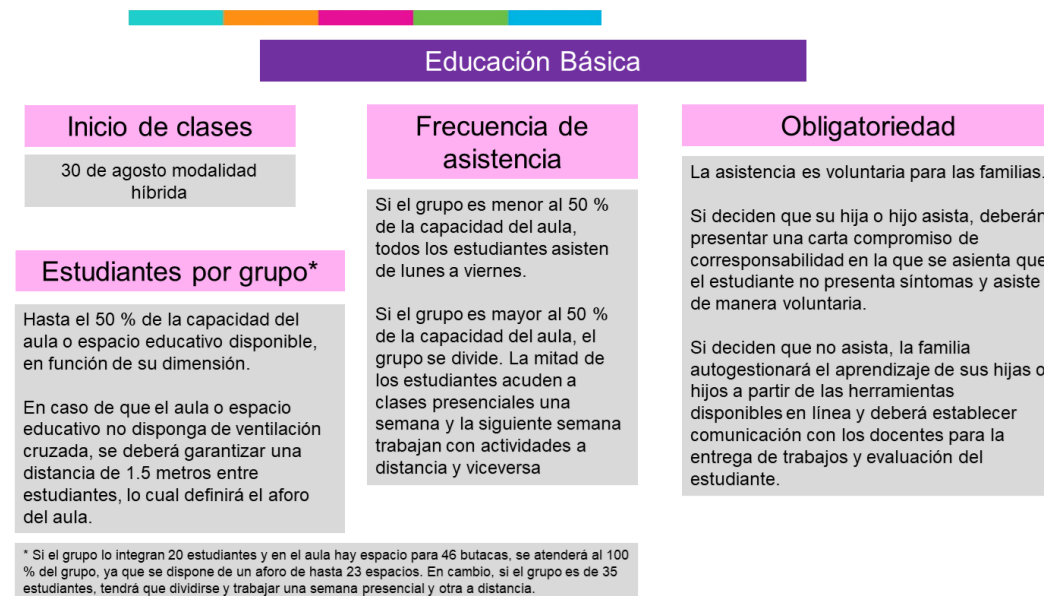 Educación Básica
Inicio de clases
30 de agosto modalidad
híbrida
Estudiantes por grupo*
Hasta el 50 % de la capacidad del
aula o espacio educativo disponible,
en función de su dimensión.
En caso de que el aula o espacio
educativo no disponga de ventilación
cruzada, se deberá garantizar una
distancia de 1.5 metros entre
estudiantes, lo cual definirá el aforo
del aula.
Frecuencia de
asistencia
Si el grupo es menor al 50 %
de la capacidad del aula,
todos los estudiantes asisten
de lunes a viernes.
Si el grupo es mayor al 50 %
de la capacidad del aula, el
grupo se divide. La mitad de
los estudiantes acuden a
clases presenciales una
semana y la siguiente semana
trabajan con actividades a
distancia y viceversa
Obligatoriedad
La asistencia es voluntaria para las familias.
Si deciden que su hija o hijo asista, deberán
presentar una carta compromiso de
corresponsabilidad en la que se asienta que
el estudiante no presenta síntomas y asiste
de manera voluntaria.
Si deciden que no asista, la familia
autogestionará el aprendizaje de sus hijas o
hijos a partir de las herramientas
disponibles en línea y deberá establecer
comunicación con los docentes para la
entrega de trabajos y evaluación del
estudiante.
* Si el grupo lo integran 20 estudiantes y en el aula hay espacio para 46 butacas, se atenderá al 100
% del grupo, ya que se dispone de un aforo de hasta 23 espacios. En cambio, si el grupo es de 35
estudiantes, tendrá que dividirse y trabajar una semana presencial y otra a distancia.